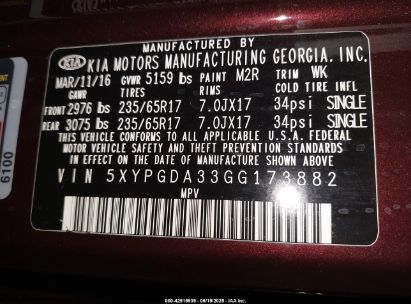 MANUFACTURED BY
KIA KIA MOTORS MANUFACTURING GEORGIA, INC.
MAR/11/16 GVWR 5159 lbs PAINT M2R TRIM WK
GAWR TIRES RIMS COLD TIRE INFL
FRONT 2976 lbs 235/65R17 7.0JX17 34psi SINGLE
REAR 3075 lbs 235/65R17 7.0JX17 34psi SINGLE
THIS VEHICLE CONFORMS TO ALL APPLICABLE U.S.A. FEDERAL
MOTOR VEHICLE SAFETY AND THEFT PREVENTION STANDARDS
IN EFFECT ON THE DATE OF MANUFACTURE SHOWN ABOVE.
VIN 5XYPGDA33GG173882
MPV
6100